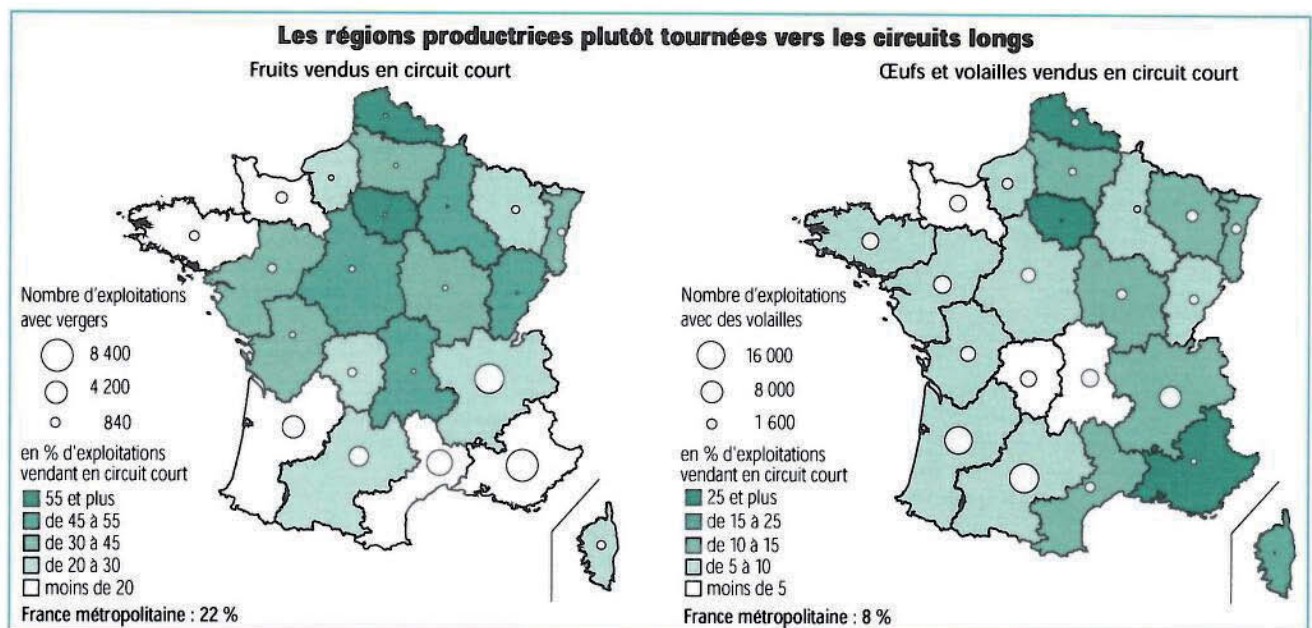 Les régions productrices plutôt tournées vers les circuits longs
Fruits vendus en circuit court
Nombre d'exploitations
avec vergers
8 400
4 200
840
en % d'exploitations
vendant en circuit court
55 et plus
de 45 à 55
de 30 à 45
de 20 à 30
moins de 20
France métropolitaine : 22 %
Œufs et volailles vendus en circuit court
Nombre d'exploitations
avec des volailles
16 000
8 000
1 600
en % d'exploitations
vendant en circuit court
25 et plus
de 15 à 25
de 10 à 15
de 5 à 10
moins de 5
France métropolitaine : 8 %